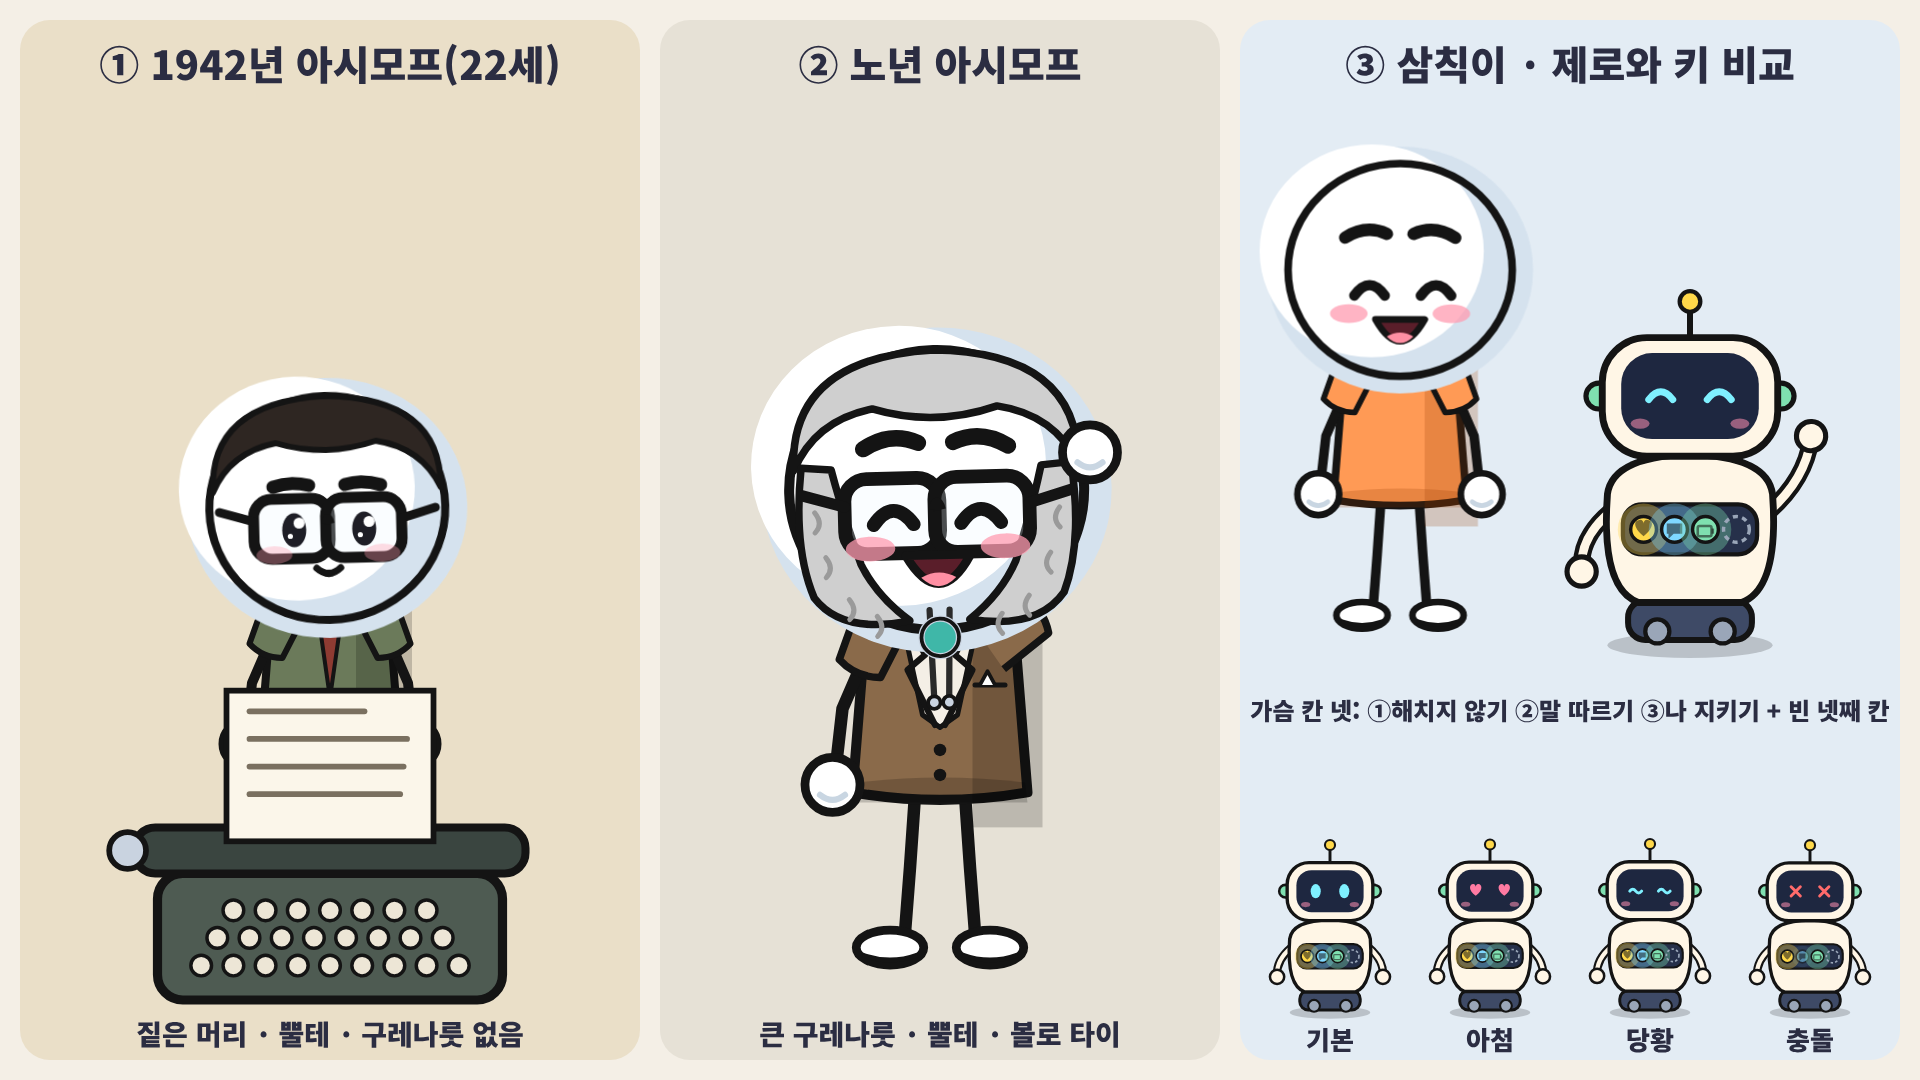 ① 1942년 아시모프(22세)
짙은 머리 · 뿔테 · 구레나룻 없음
② 노년 아시모프
큰 구레나룻 · 뿔테 · 볼로 타이
③ 삼칙이 · 제로와 키 비교
가슴 칸 넷: ①해치지 않기 ②말 따르기 ③나 지키기 + 빈 넷째 칸
기본
아첨
당황
충돌